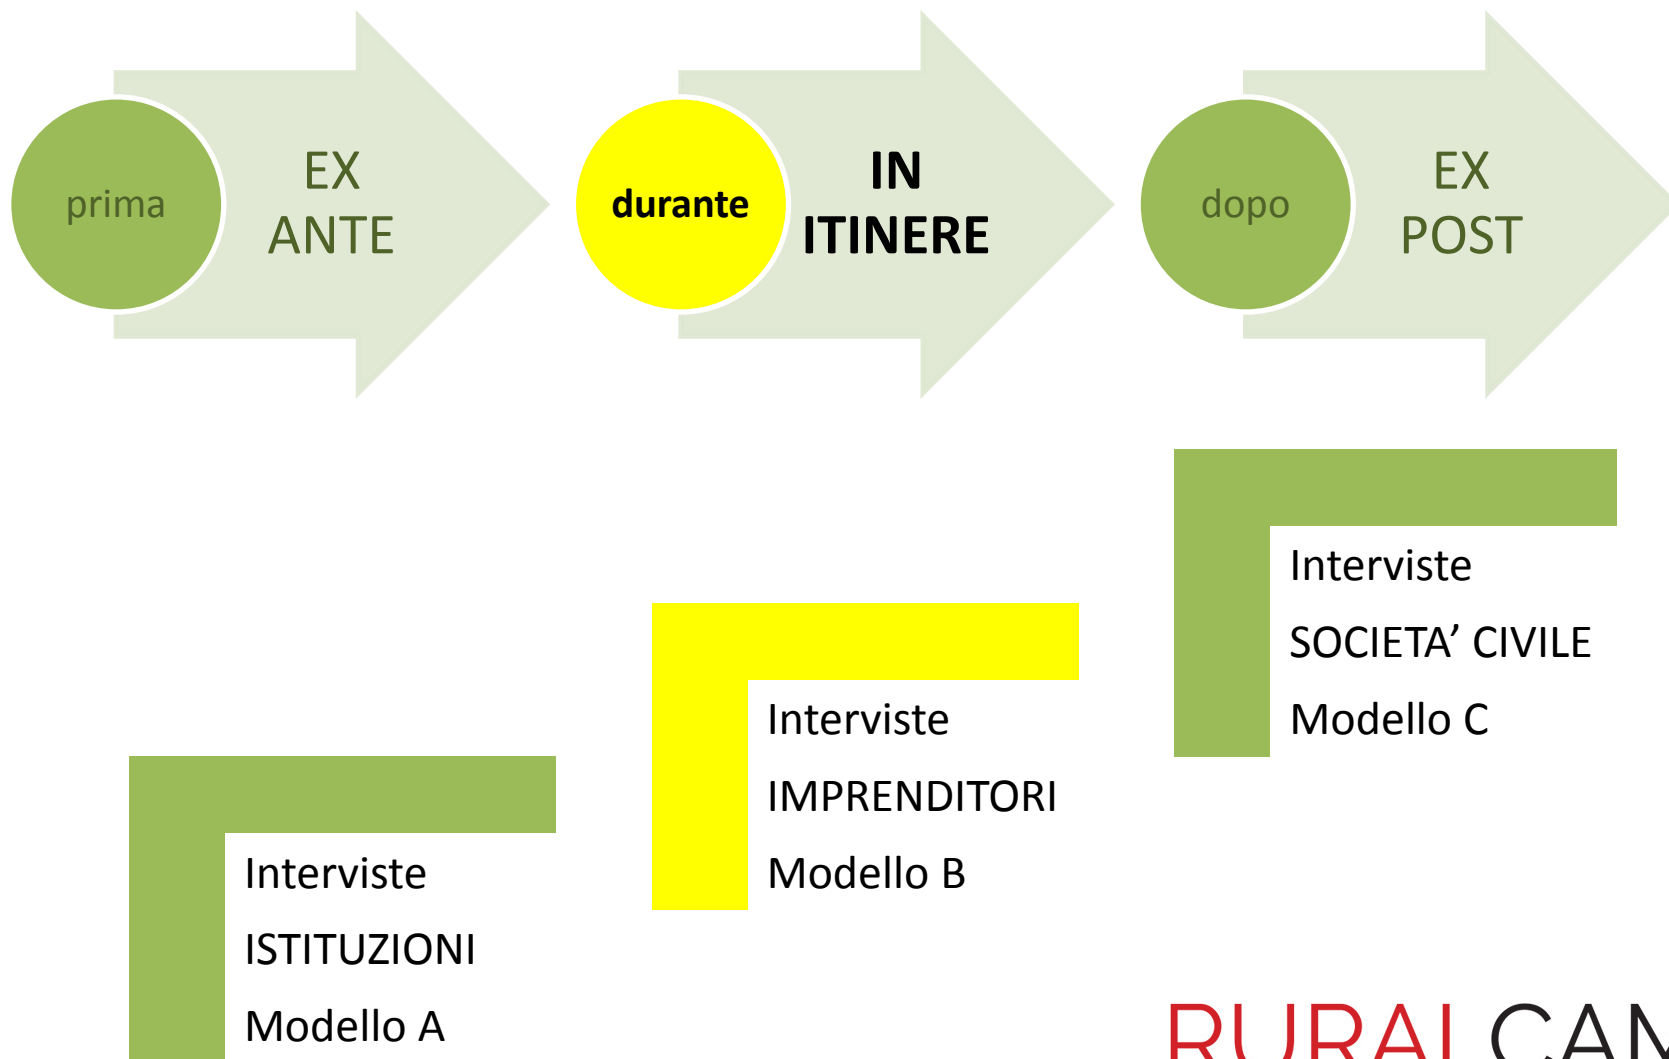 prima
EX
ANTE
durante
IN
ITINERE
dopo
EX
POST
Interviste
SOCIETA’ CIVILE
Modello C
Interviste
IMPRENDITORI
Modello B
Interviste
ISTITUZIONI
Modello A
RURAL